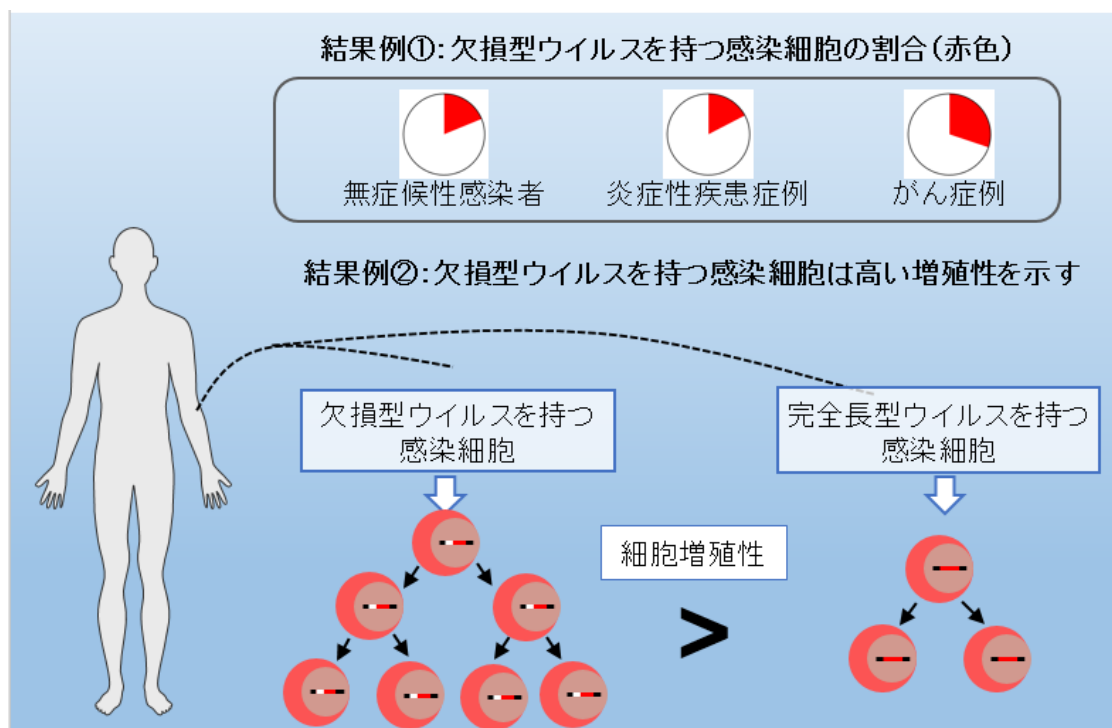 結果例①:欠損型ウイルスを持つ感染細胞の割合(赤色)
無症候性感染者
炎症性疾患症例
がん症例
結果例②:欠損型ウイルスを持つ感染細胞は高い増殖性を示す
欠損型ウイルスを持つ
感染細胞
完全長型ウイルスを持つ
感染細胞
細胞増殖性
>